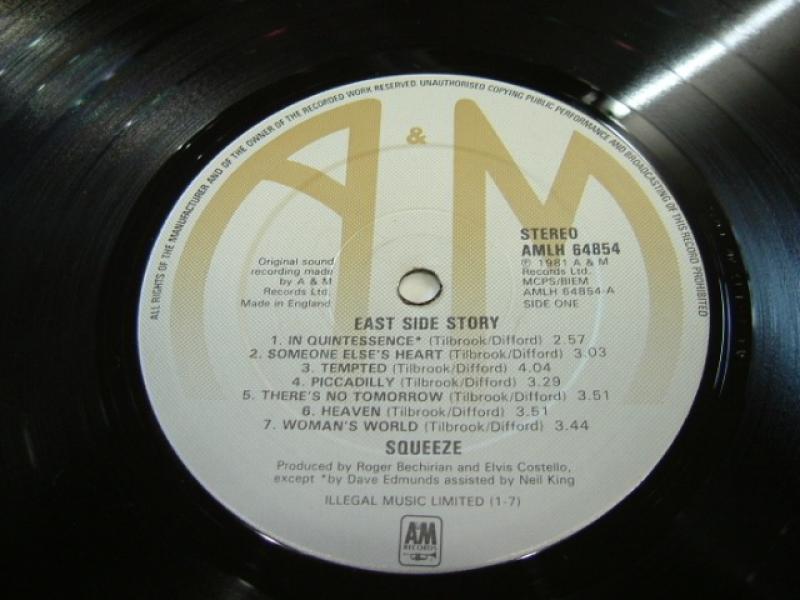 ALL RIGHTS OF THE MANUFACTURER AND OF THE OWNER OF THE RECORDED WORK RESERVED. UNAUTHORISED COPYING PUBLIC PERFORMANCE AND BROADCASTING OF THIS RECORD PROHIBITED
A & M
Original sound
recording made
by A & M
Records Ltd.
Made in England
STEREO
AMLH 64854
℗ 1981 A & M
Records Ltd.
MCPS/BIEM
AMLH 64854-A
SIDE ONE
EAST SIDE STORY
1. IN QUINTESSENCE* (Tilbrook/Difford) 2.57
2. SOMEONE ELSE'S HEART (Tilbrook/Difford) 3.03
3. TEMPTED (Tilbrook/Difford) 4.04
4. PICCADILLY (Tilbrook/Difford) 3.29
5. THERE'S NO TOMORROW (Tilbrook/Difford) 3.51
6. HEAVEN (Tilbrook/Difford) 3.51
7. WOMAN'S WORLD (Tilbrook/Difford) 3.44
SQUEEZE
Produced by Roger Bechirian and Elvis Costello,
except *by Dave Edmunds assisted by Neil King
ILLEGAL MUSIC LIMITED (1-7)
A&M
RECORDS